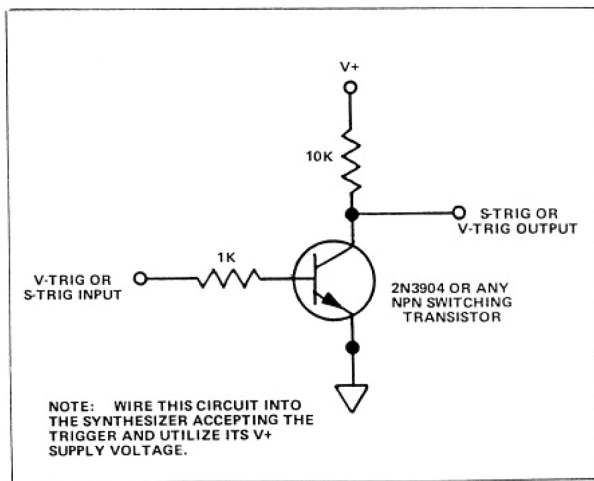 V+
10K
S-TRIG OR
V-TRIG OUTPUT
1K
V-TRIG OR
S-TRIG INPUT
2N3904 OR ANY
NPN SWITCHING
TRANSISTOR
NOTE: WIRE THIS CIRCUIT INTO
THE SYNTHESIZER ACCEPTING THE
TRIGGER AND UTILIZE ITS V+
SUPPLY VOLTAGE.